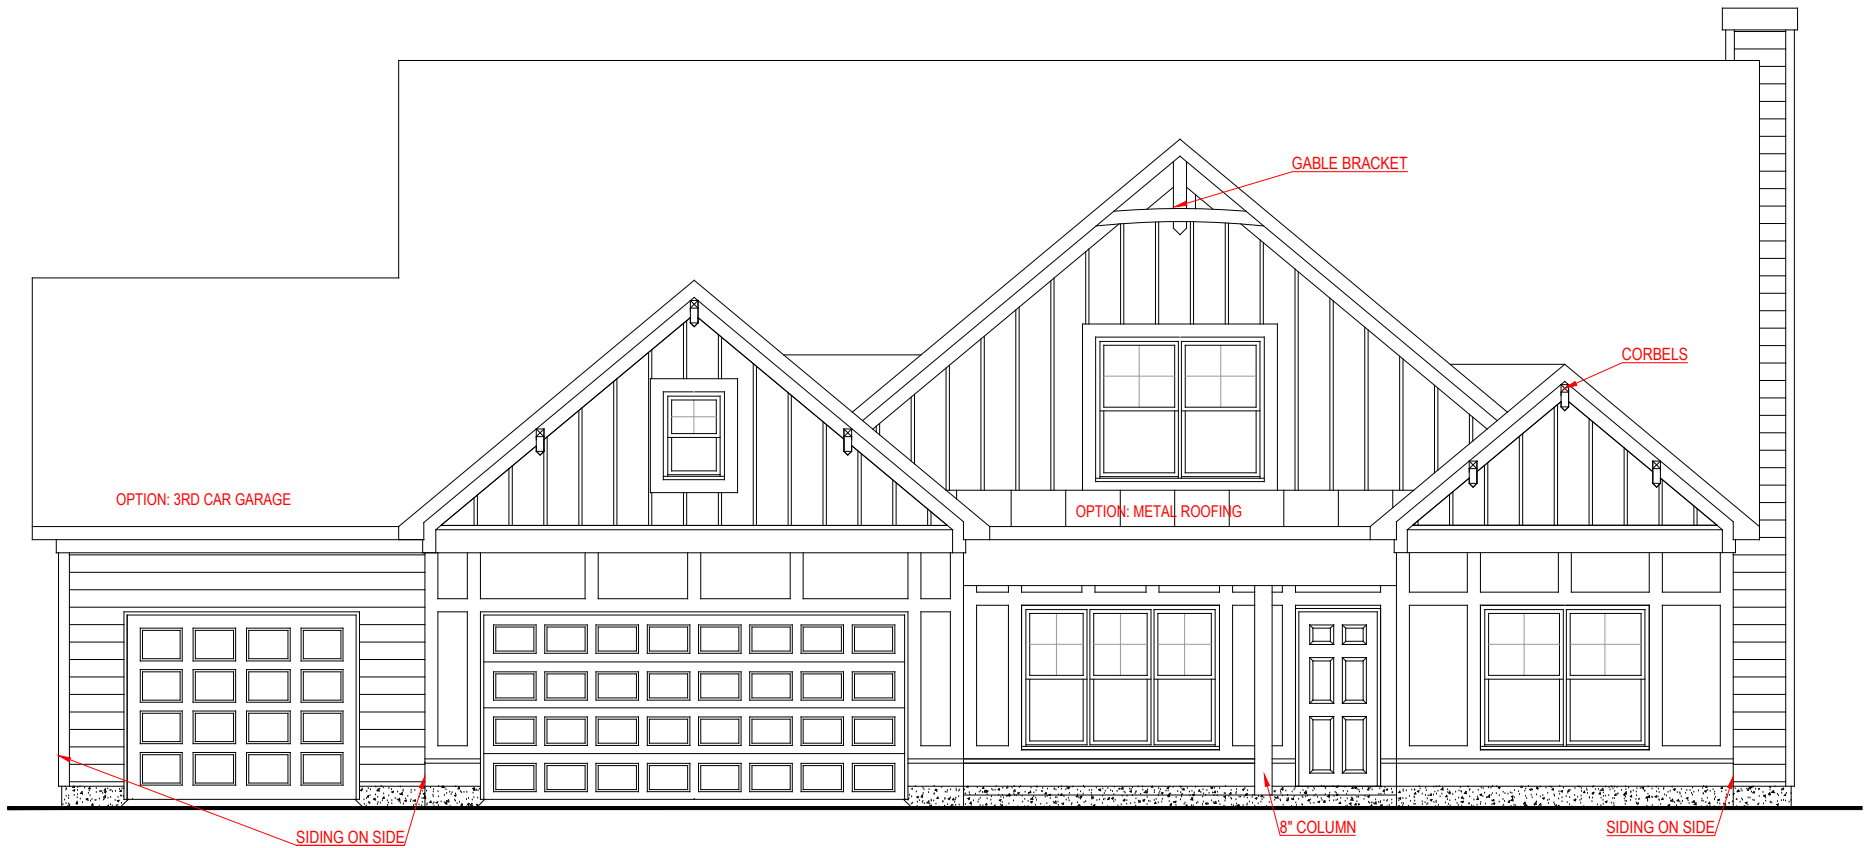 GABLE BRACKET
CORBELS
OPTION: 3RD CAR GARAGE
OPTION: METAL ROOFING
SIDING ON SIDE
8" COLUMN
SIDING ON SIDE